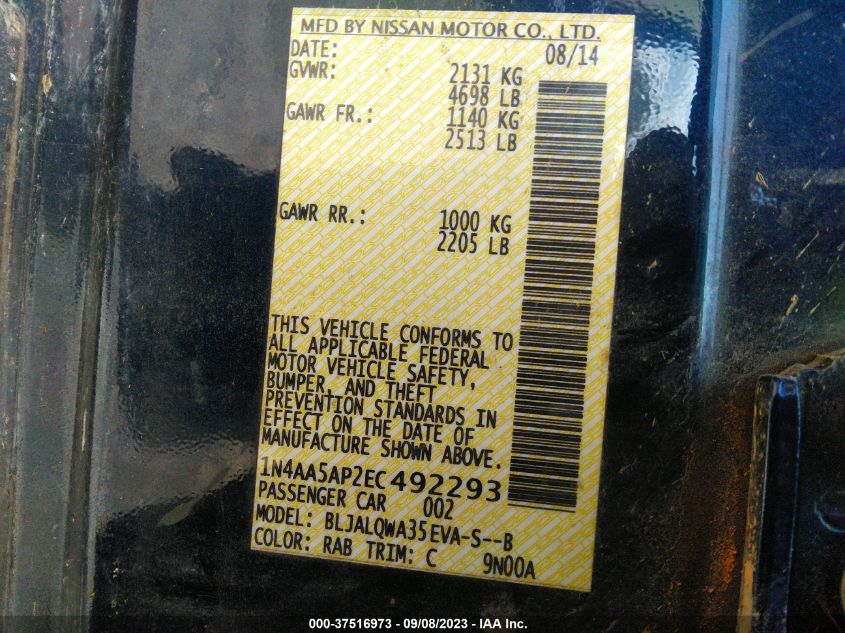 MFD BY NISSAN MOTOR CO., LTD.
DATE: 08/14
GVWR: 2131 KG
4698 LB
GAWR FR.: 1140 KG
2513 LB
GAWR RR.: 1000 KG
2205 LB
THIS VEHICLE CONFORMS TO
ALL APPLICABLE FEDERAL
MOTOR VEHICLE SAFETY,
BUMPER, AND THEFT
PREVENTION STANDARDS IN
EFFECT ON THE DATE OF
MANUFACTURE SHOWN ABOVE.
1N4AA5AP2EC492293
PASSENGER CAR 002
MODEL: BLJALQWA35EVA-S--B
COLOR: RAB TRIM: C 9N00A
000-37516973 - 09/08/2023 - IAA Inc.